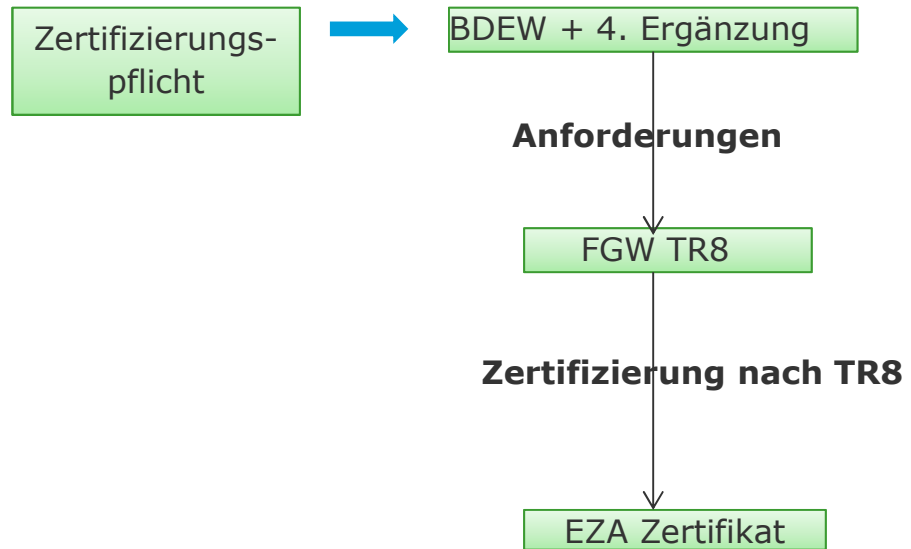 Zertifizierungs-
pflicht
BDEW + 4. Ergänzung
Anforderungen
FGW TR8
Zertifizierung nach TR8
EZA Zertifikat